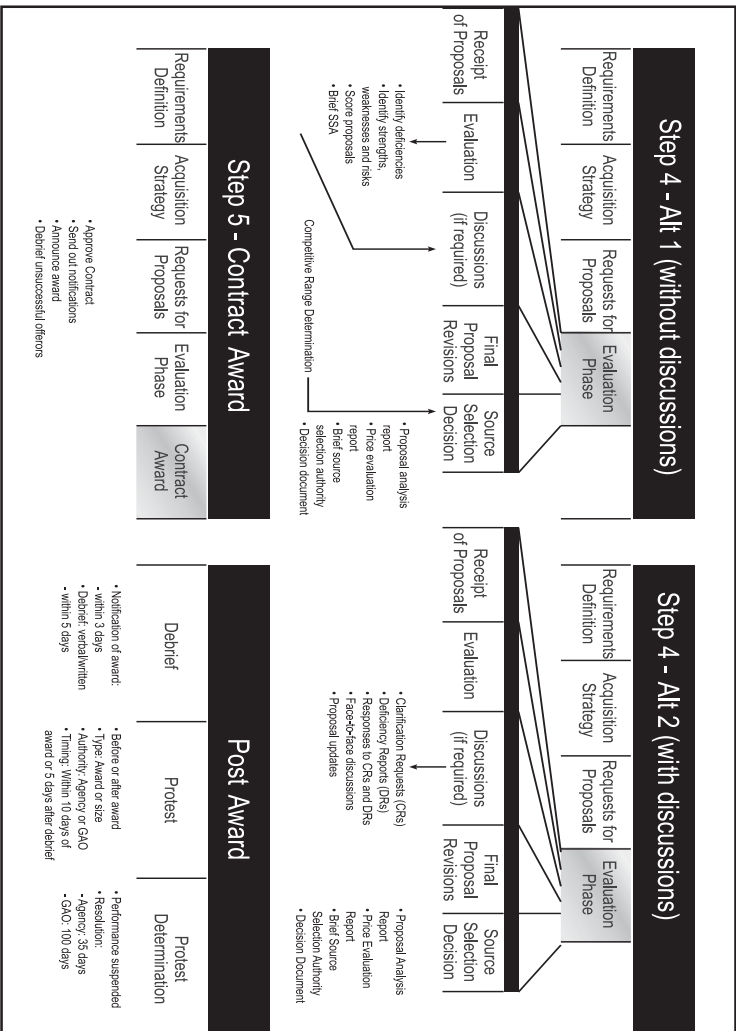 Step 4 - Alt 1 (without discussions)
Requirements
Definition
Acquisition
Strategy
Requests for
Proposals
Evaluation
Phase
Receipt
of Proposals
Evaluation
Discussions
(if required)
Final
Proposal
Revisions
Source
Selection
Decision
• Identify deficiencies
• Identify strengths,
weaknesses and risks
• Score proposals
• Brief SSA
Competitive Range Determination
• Proposal analysis
report
• Price evaluation
report
• Brief source
selection authority
• Decision document
Step 4 - Alt 2 (with discussions)
Requirements
Definition
Acquisition
Strategy
Requests for
Proposals
Evaluation
Phase
Receipt
of Proposals
Evaluation
Discussions
(if required)
Final
Proposal
Revisions
Source
Selection
Decision
• Clarification Requests (CRs)
• Deficiency Reports (DRs)
• Responses to CRs and DRs
• Face-to-face discussions
• Proposal updates
• Proposal Analysis
Report
• Price Evaluation
Report
• Brief Source
Selection Authority
• Decision Document
Step 5 - Contract Award
Requirements
Definition
Acquisition
Strategy
Requests for
Proposals
Evaluation
Phase
Contract
Award
• Approve Contract
• Send out notifications
• Announce award
• Debrief unsuccessful offerors
Post Award
Debrief
Protest
Protest
Determination
• Notification of award:
- within 3 days
• Debrief: verbal/written
- within 5 days
• Before or after award
• Type: Award or size
• Authority: Agency or GAO
• Timing: Within 10 days of
award or 5 days after debrief
• Performance suspended
• Resolution:
- Agency: 35 days
- GAO: 100 days